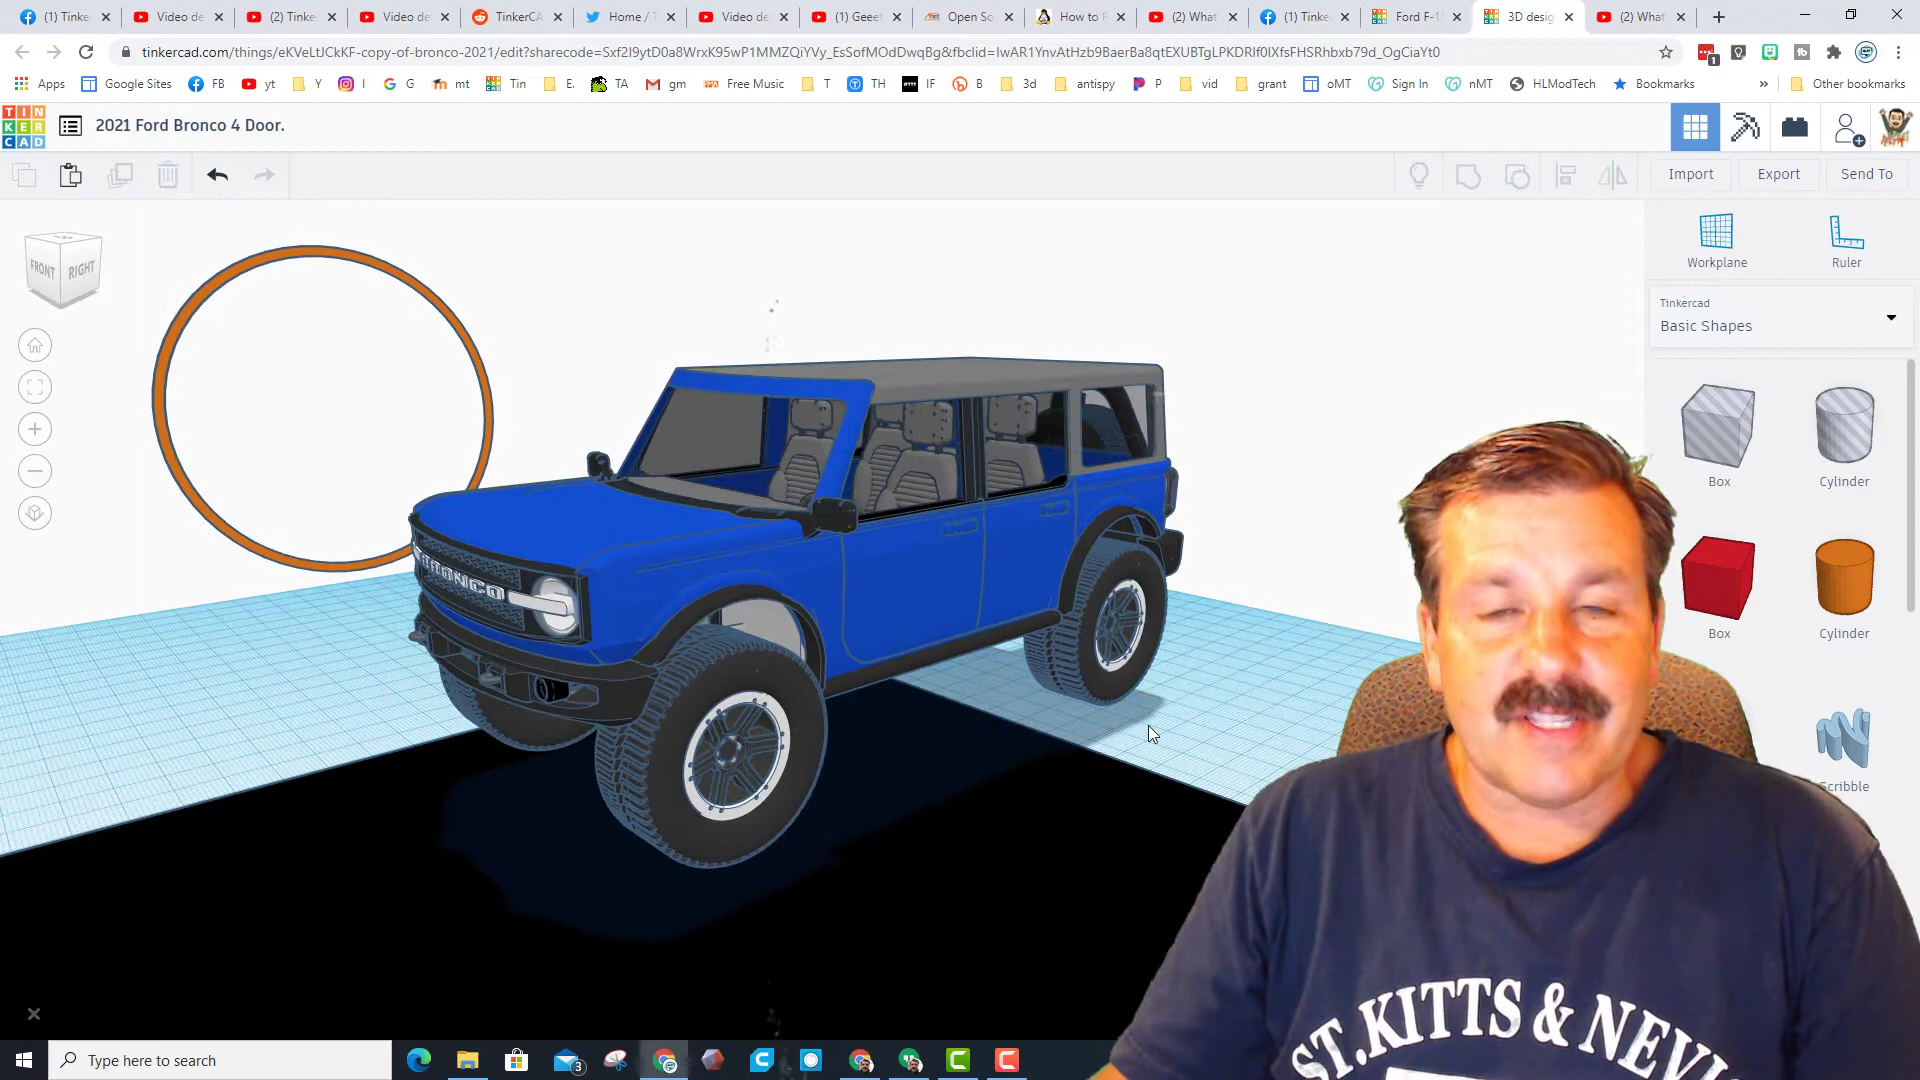 (1) Tinke
Video de
(2) Tinke
Video de
TinkerCA
Home / T
Video de
(1) Geee
Open So
How to
(2) What
(1) Tinke
Ford F-1
3D desig
(2) What
tinkercad.com/things/eKVeLtJCkKF-copy-of-bronco-2021/edit?sharecode=Sxf2I9ytD0a8WrxK95wP1MMZQiYVy_EsSofMOdDwqBg&fbclid=IwAR1YnvAtHzb9BaerBa8qtEXUBTgLPKDRlf0lXfsFHSRhbxb79d_OgCiaYt0
Apps Google Sites FB yt Y I G mt Tin E. TA gm Free Music T TH IF B 3d antispy P vid grant oMT Sign In nMT HLModTech Bookmarks » Other bookmarks
TINKERCAD
2021 Ford Bronco 4 Door.
Import Export Send To
FRONT RIGHT
Workplane Ruler
Tinkercad
Basic Shapes
Box Cylinder
Box Cylinder
Scribble
BRONCO
ST.KITTS & NEVI
Type here to search
3